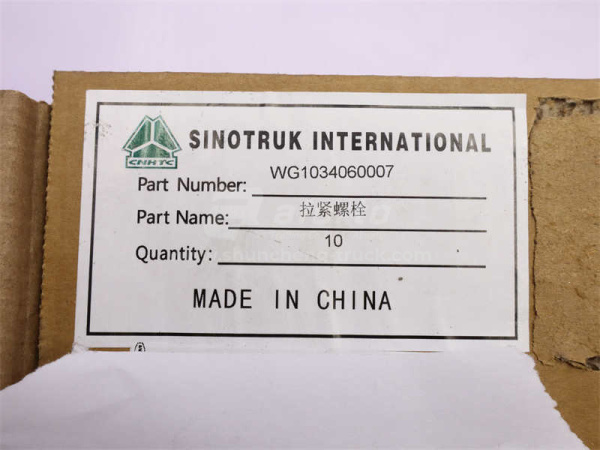 CNHTC
SINOTRUK INTERNATIONAL
Part Number: WG1034060007
Part Name: 拉紧螺栓
Quantity: 10
MADE IN CHINA